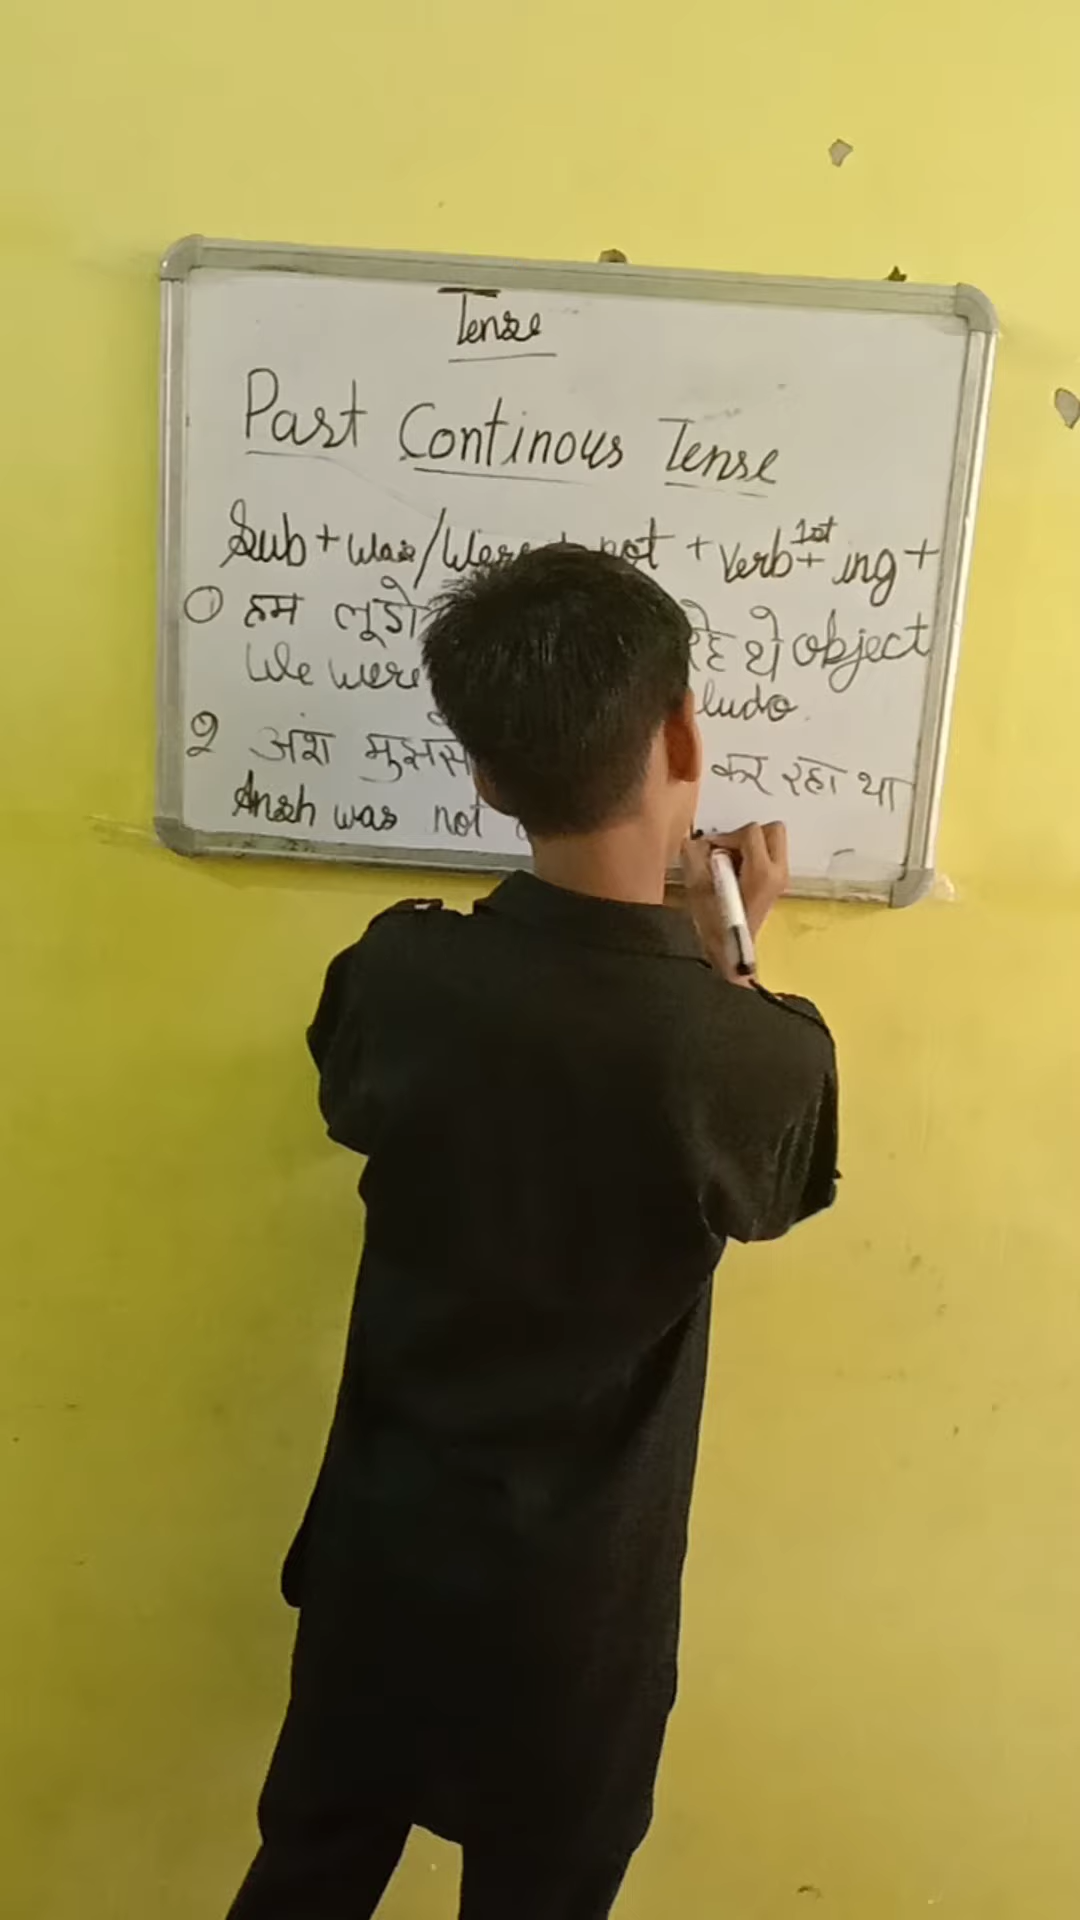 Tense
Past Continous Tense
Sub + was/were + not + Verb 1st + ing +
① हम लूडो रहे थे object
We were ludo.
2 अंश मुझसे कर रहा था
Ansh was not